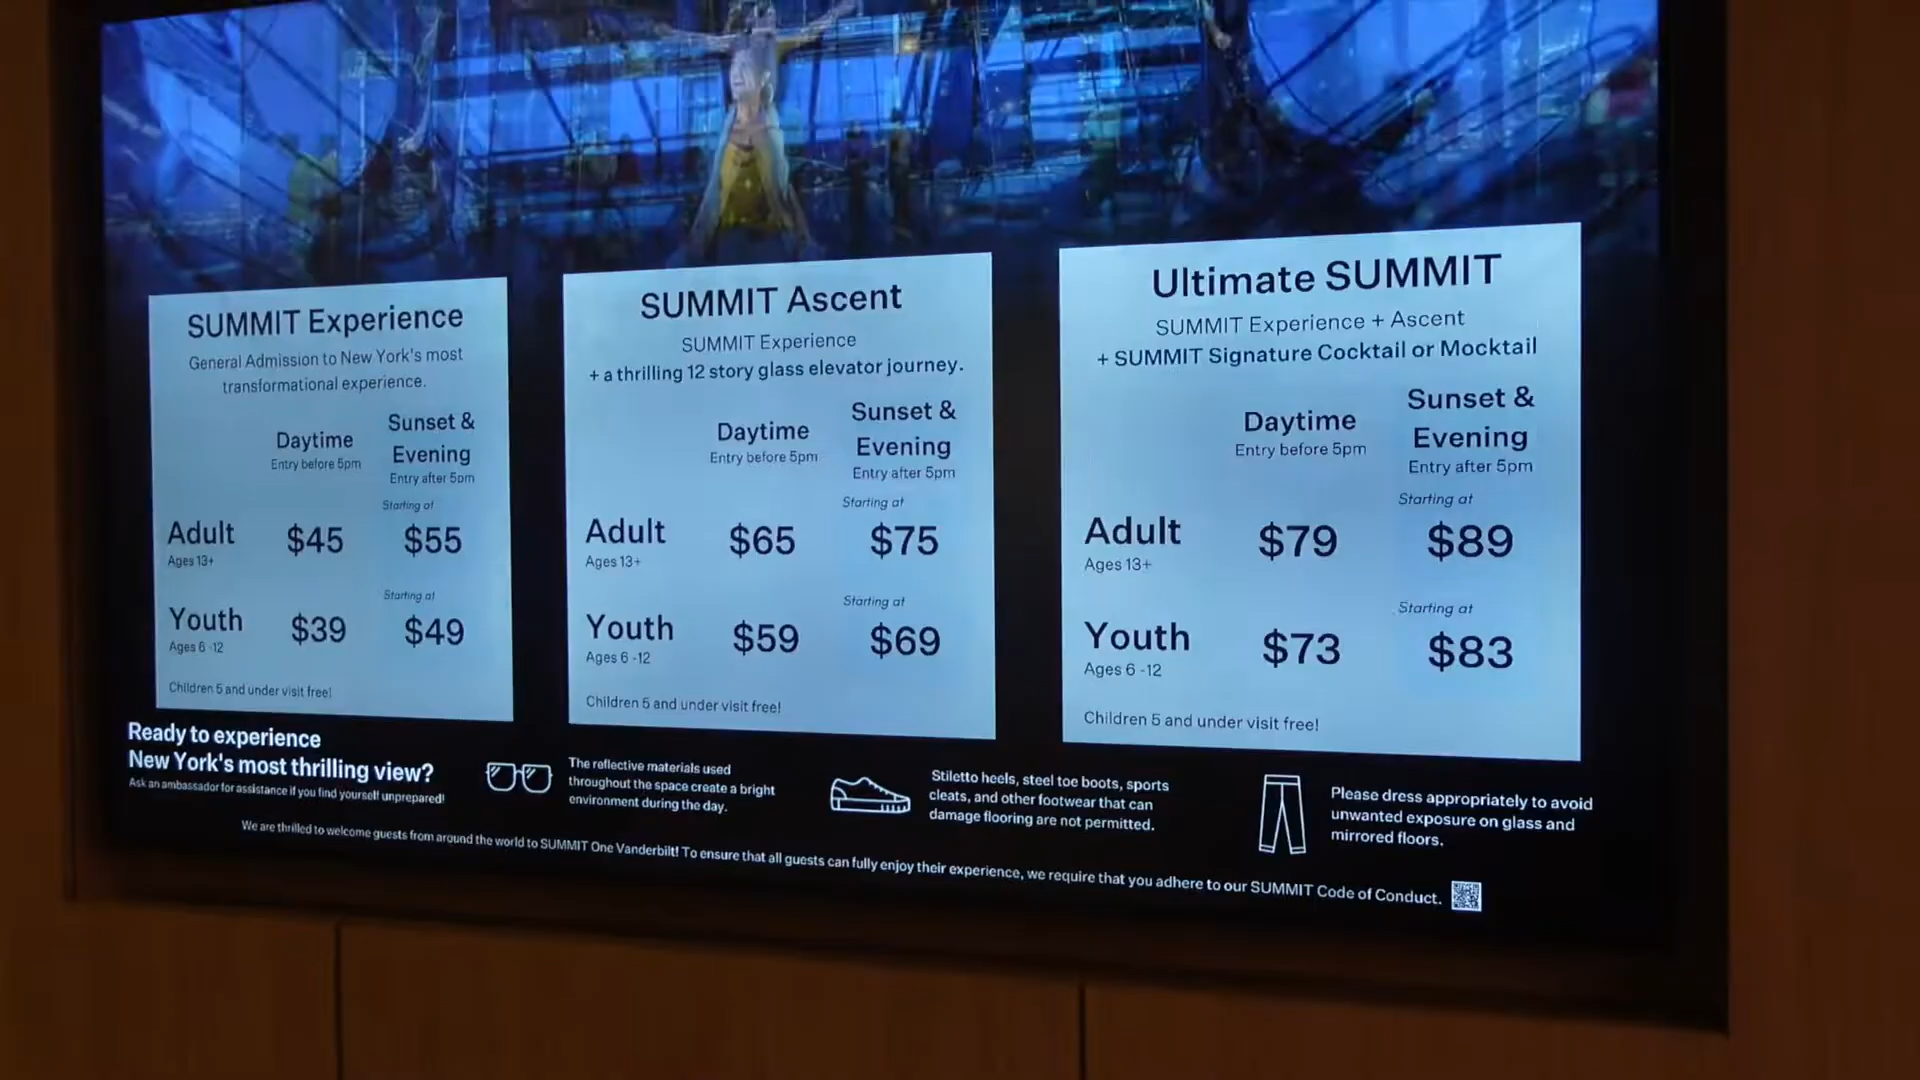 SUMMIT Experience
General Admission to New York's most
transformational experience.
Daytime
Entry before 5pm
Sunset &
Evening
Entry after 5pm
Starting at
Adult $45 $55
Ages 13+
Starting at
Youth $39 $49
Ages 6 -12
Children 5 and under visit free!
SUMMIT Ascent
SUMMIT Experience
+ a thrilling 12 story glass elevator journey.
Daytime
Entry before 5pm
Sunset &
Evening
Entry after 5pm
Starting at
Adult $65 $75
Ages 13+
Starting at
Youth $59 $69
Ages 6 -12
Children 5 and under visit free!
Ultimate SUMMIT
SUMMIT Experience + Ascent
+ SUMMIT Signature Cocktail or Mocktail
Daytime
Entry before 5pm
Sunset &
Evening
Entry after 5pm
Starting at
Adult $79 $89
Ages 13+
Starting at
Youth $73 $83
Ages 6 -12
Children 5 and under visit free!
Ready to experience
New York's most thrilling view?
Ask an ambassador for assistance if you find yourself unprepared!
The reflective materials used
throughout the space create a bright
environment during the day.
Stiletto heels, steel toe boots, sports
cleats, and other footwear that can
damage flooring are not permitted.
Please dress appropriately to avoid
unwanted exposure on glass and
mirrored floors.
We are thrilled to welcome guests from around the world to SUMMIT One Vanderbilt! To ensure that all guests can fully enjoy their experience, we require that you adhere to our SUMMIT Code of Conduct.